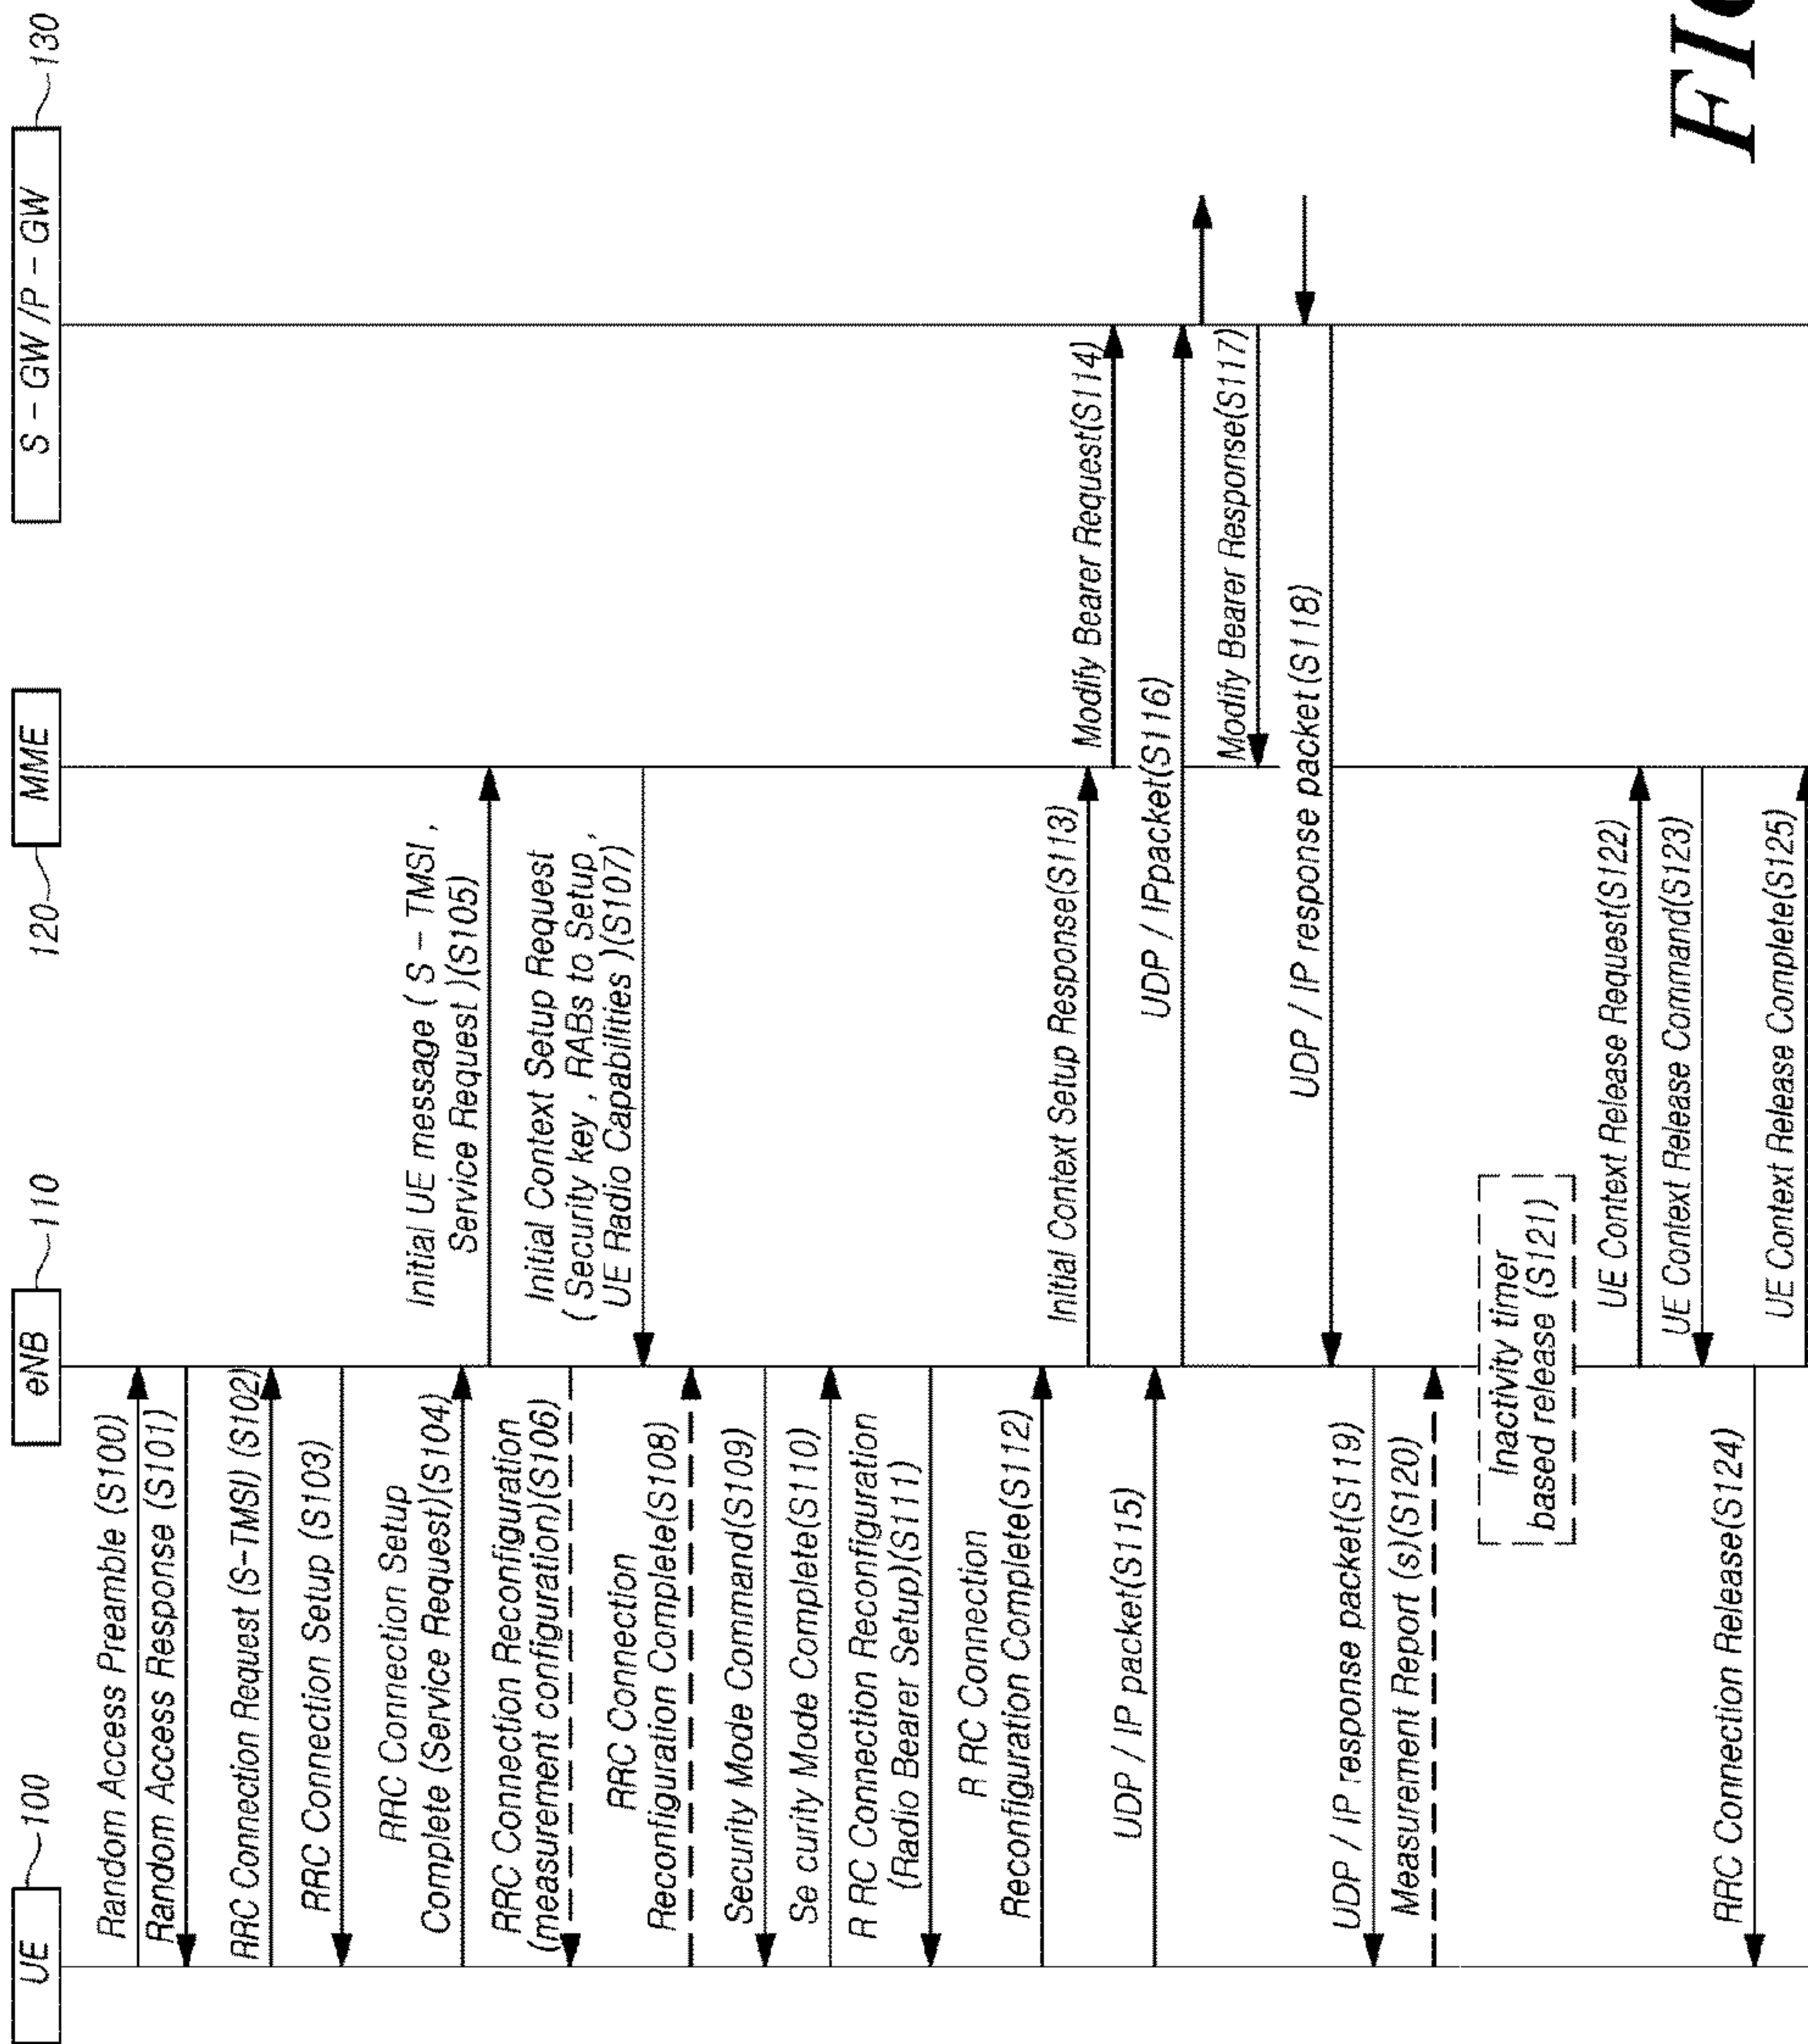 UE
100
eNB
110
MME
120
S - GW /P - GW
130
Random Access Preamble (S100)
Random Access Response (S101)
RRC Connection Request (S-TMSI) (S102)
RRC Connection Setup (S103)
RRC Connection Setup
Complete (Service Request)(S104)
Initial UE message ( S - TMSI ,
Service Request )(S105)
RRC Connection Reconfiguration
(measurement configuration)(S106)
Initial Context Setup Request
( Security key , RABs to Setup ,
UE Radio Capabilities )(S107)
RRC Connection
Reconfiguration Complete(S108)
Security Mode Command(S109)
Se curity Mode Complete(S110)
R RC Connection Reconfiguration
(Radio Bearer Setup)(S111)
R RC Connection
Reconfiguration Complete(S112)
Initial Context Setup Response(S113)
Modify Bearer Request(S114)
UDP / IP packet(S115)
UDP / IPpacket(S116)
Modify Bearer Response(S117)
UDP / IP response packet(S118)
UDP / IP response packet(S119)
Measurement Report (s)(S120)
Inactivity timer
based release (S121)
UE Context Release Request(S122)
UE Context Release Command(S123)
RRC Connection Release(S124)
UE Context Release Complete(S125)